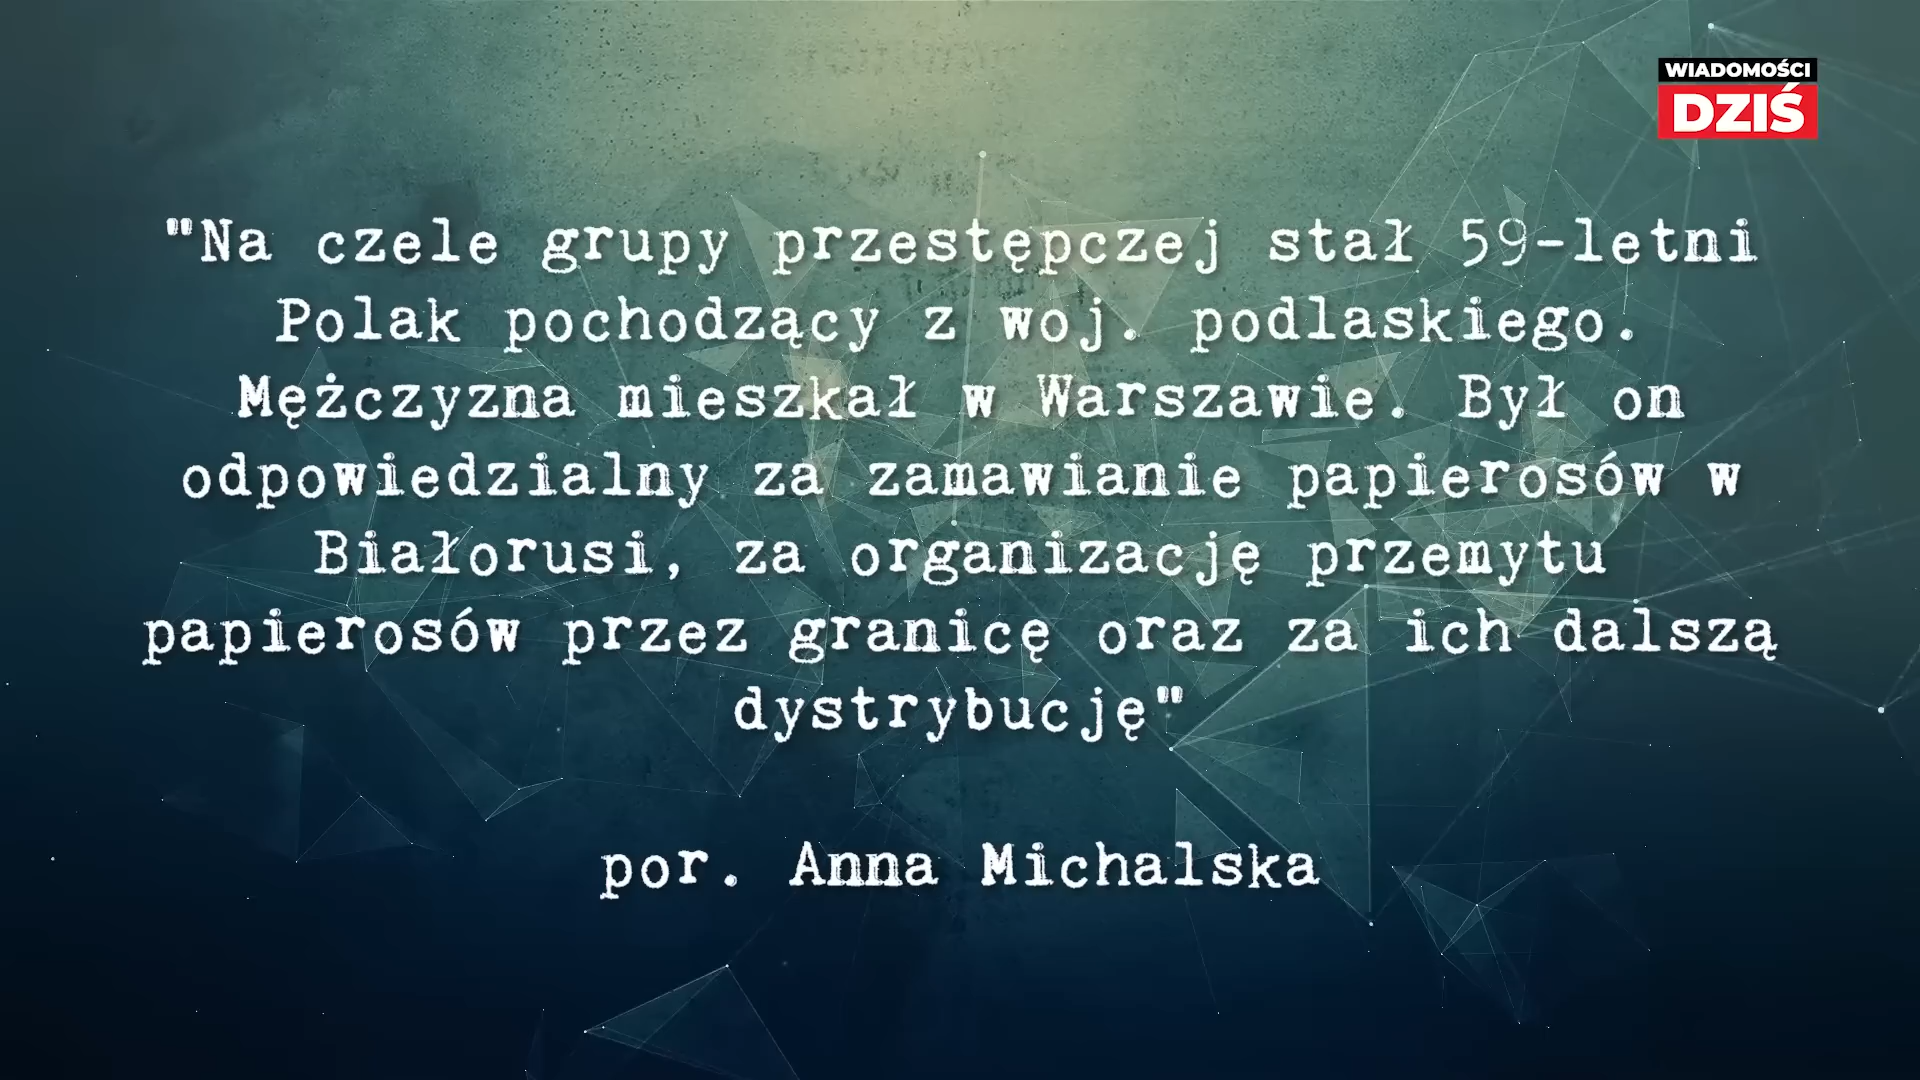 WIADOMOŚCI
DZIŚ
"Na czele grupy przestępczej stał 59-letni
Polak pochodzący z woj. podlaskiego.
Mężczyzna mieszkał w Warszawie. Był on
odpowiedzialny za zamawianie papierosów w
Białorusi, za organizację przemytu
papierosów przez granicę oraz za ich dalszą
dystrybucję"
por. Anna Michalska